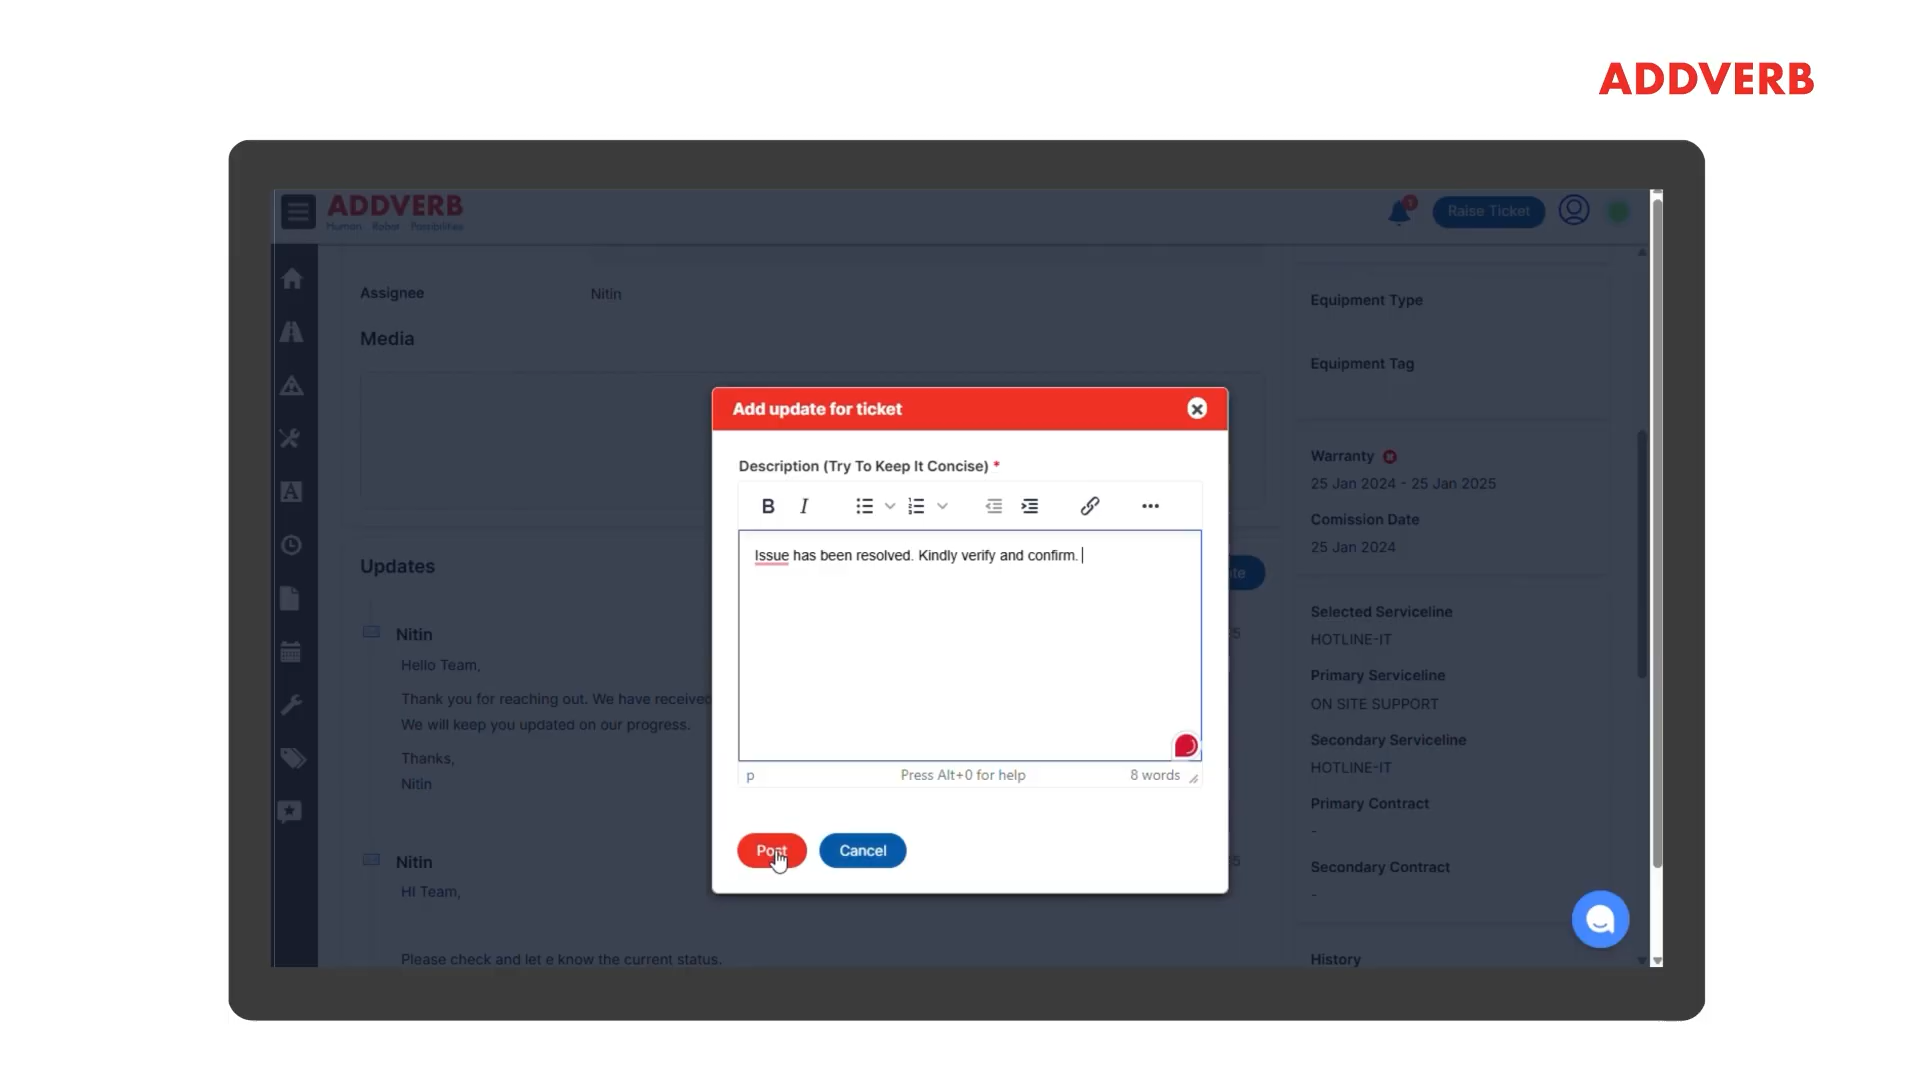 ADDVERB
ADDVERB
Human Robot Possibilities
1
Raise Ticket
Assignee
Nitin
Media
Equipment Type
Equipment Tag
Warranty
25 Jan 2024 - 25 Jan 2025
Comission Date
25 Jan 2024
Selected Serviceline
HOTLINE-IT
Primary Serviceline
ON SITE SUPPORT
Secondary Serviceline
HOTLINE-IT
Primary Contract
-
Secondary Contract
-
History
Add update for ticket
Description (Try To Keep It Concise) *
B I
Issue has been resolved. Kindly verify and confirm.
p
Press Alt+0 for help
8 words
Post
Cancel
Updates
te
Nitin
5
Hello Team,
Thank you for reaching out. We have received
We will keep you updated on our progress.
Thanks,
Nitin
Nitin
5
HI Team,
Please check and let e know the current status.